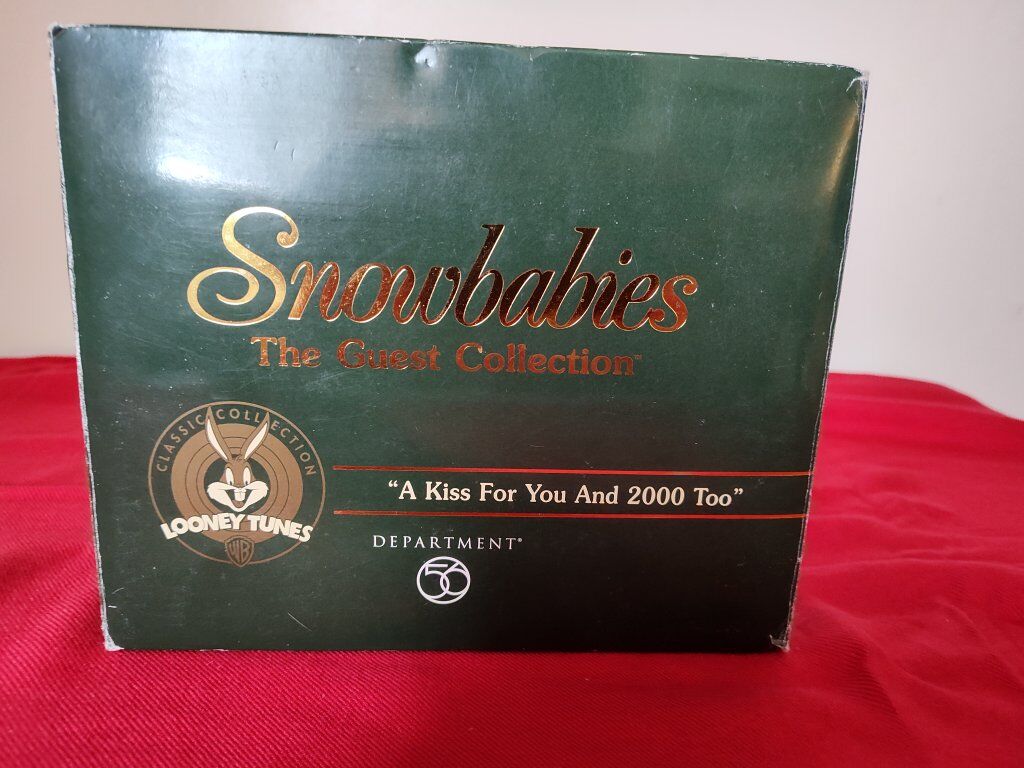 Snowbabies
The Guest Collection™
CLASSIC COLLECTION
LOONEY TUNES
WB
"A Kiss For You And 2000 Too"
DEPARTMENT®
56